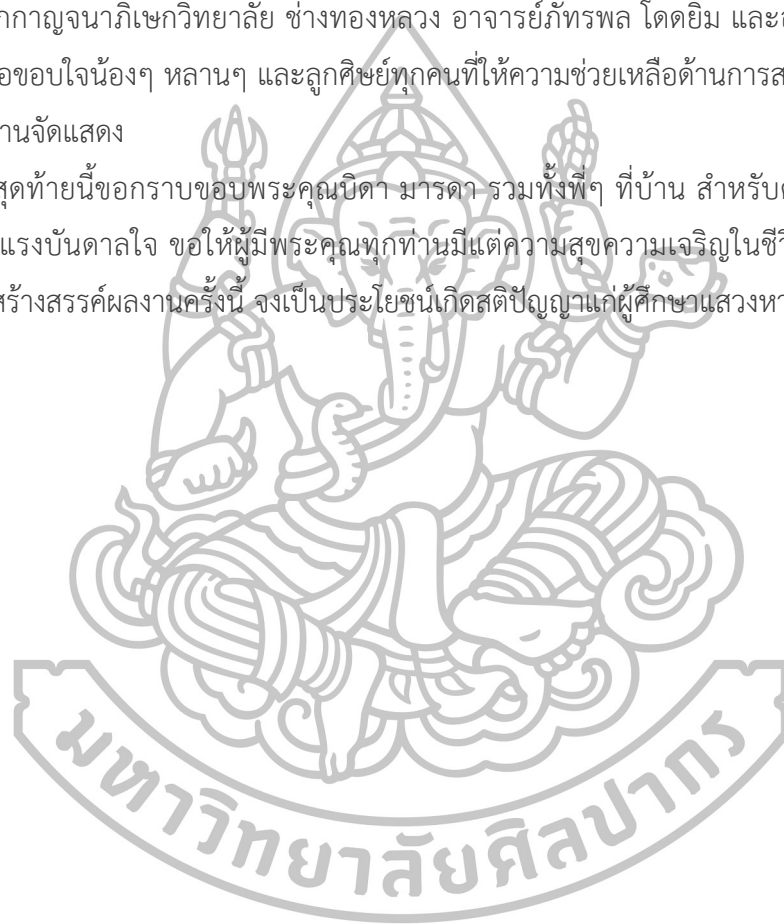 กาญจนาภิเษกวิทยาลัย ช่างทองหลวง อาจารย์ภัทรพล โดดยิ้ม และ
ขอบใจน้องๆ หลานๆ และลูกศิษย์ทุกคนที่ให้ความช่วยเหลือด้านการ
งานจัดแสดง
สุดท้ายนี้ขอกราบขอบพระคุณบิดา มารดา รวมทั้งพี่ๆ ที่บ้าน สำหรับ
แรงบันดาลใจ ขอให้ผู้มีพระคุณทุกท่านมีแต่ความสุขความเจริญใน
สร้างสรรค์ผลงานครั้งนี้ จงเป็นประโยชน์เกิดสติปัญญาแก่ผู้ศึกษาแสวงหา
มหาวิทยาลัยศิลปากร